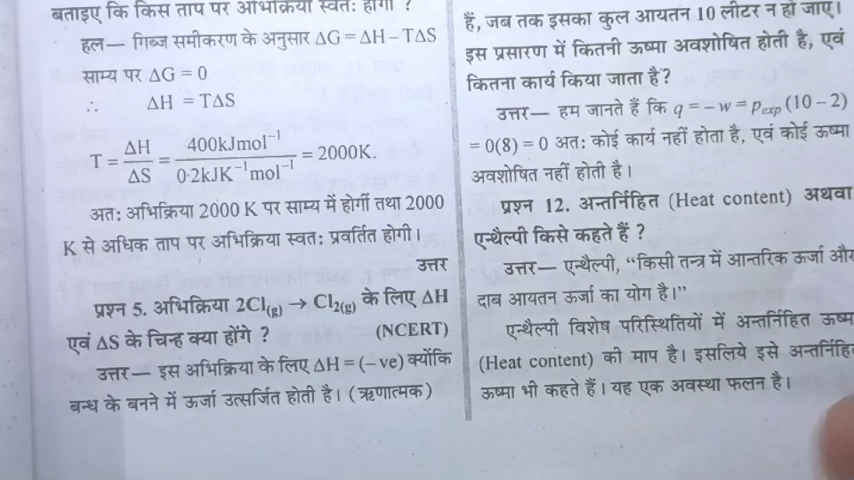 बताइए कि किस ताप पर अभिक्रिया स्वतः होगी ?
हल— गिब्ज समीकरण के अनुसार ΔG = ΔH – TΔS
साम्य पर ΔG = 0
∴ ΔH = TΔS
T = ΔH/ΔS = 400kJmol⁻¹/0·2kJK⁻¹mol⁻¹ = 2000K.
अतः अभिक्रिया 2000 K पर साम्य में होगी तथा 2000
K से अधिक ताप पर अभिक्रिया स्वतः प्रवर्तित होगी।
उत्तर
प्रश्न 5. अभिक्रिया 2Cl(g) → Cl2(g) के लिए ΔH
एवं ΔS के चिन्ह क्या होंगे ? (NCERT)
उत्तर— इस अभिक्रिया के लिए ΔH = (–ve) क्योंकि
बन्ध के बनने में ऊर्जा उत्सर्जित होती है। (ऋणात्मक)
हैं, जब तक इसका कुल आयतन 10 लीटर न हो जाए।
इस प्रसारण में कितनी ऊष्मा अवशोषित होती है, एवं
कितना कार्य किया जाता है?
उत्तर— हम जानते हैं कि q = – w = pexp (10 – 2)
= 0(8) = 0 अतः कोई कार्य नहीं होता है, एवं कोई ऊष्मा
अवशोषित नहीं होती है।
प्रश्न 12. अन्तर्निहित (Heat content) अथवा
एन्थैल्पी किसे कहते हैं ?
उत्तर— एन्थैल्पी, “किसी तन्त्र में आन्तरिक ऊर्जा और
दाब आयतन ऊर्जा का योग है।”
एन्थैल्पी विशेष परिस्थितियों में अन्तर्निहित ऊष्म
(Heat content) की माप है। इसलिये इसे अन्तर्निहि
ऊष्मा भी कहते हैं। यह एक अवस्था फलन है।